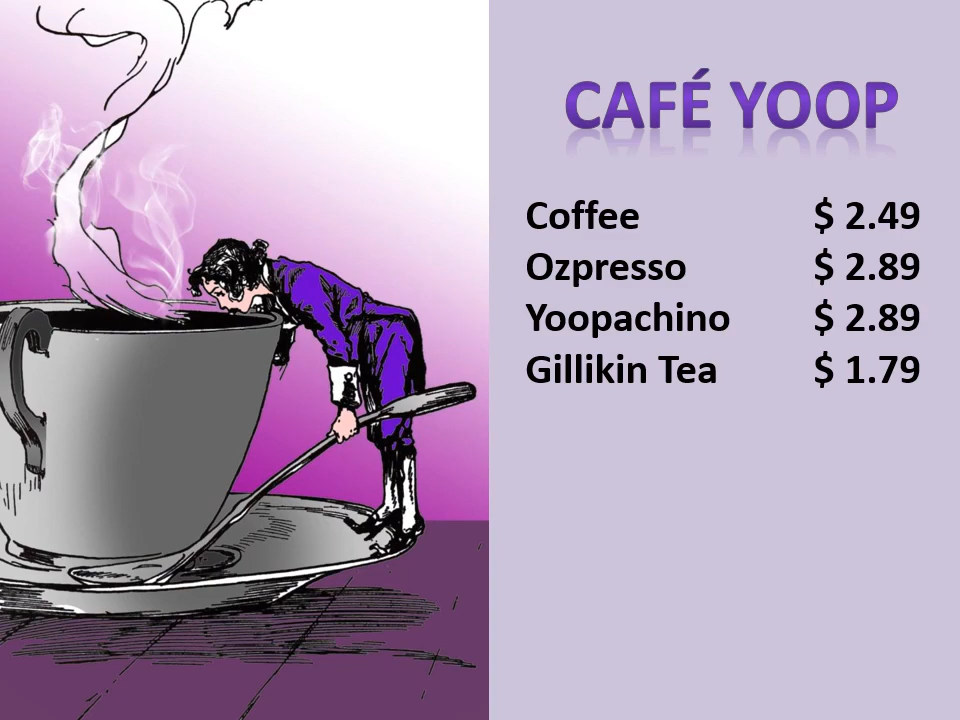 CAFÉ YOOP
Coffee $ 2.49
Ozpresso $ 2.89
Yoopachino $ 2.89
Gillikin Tea $ 1.79